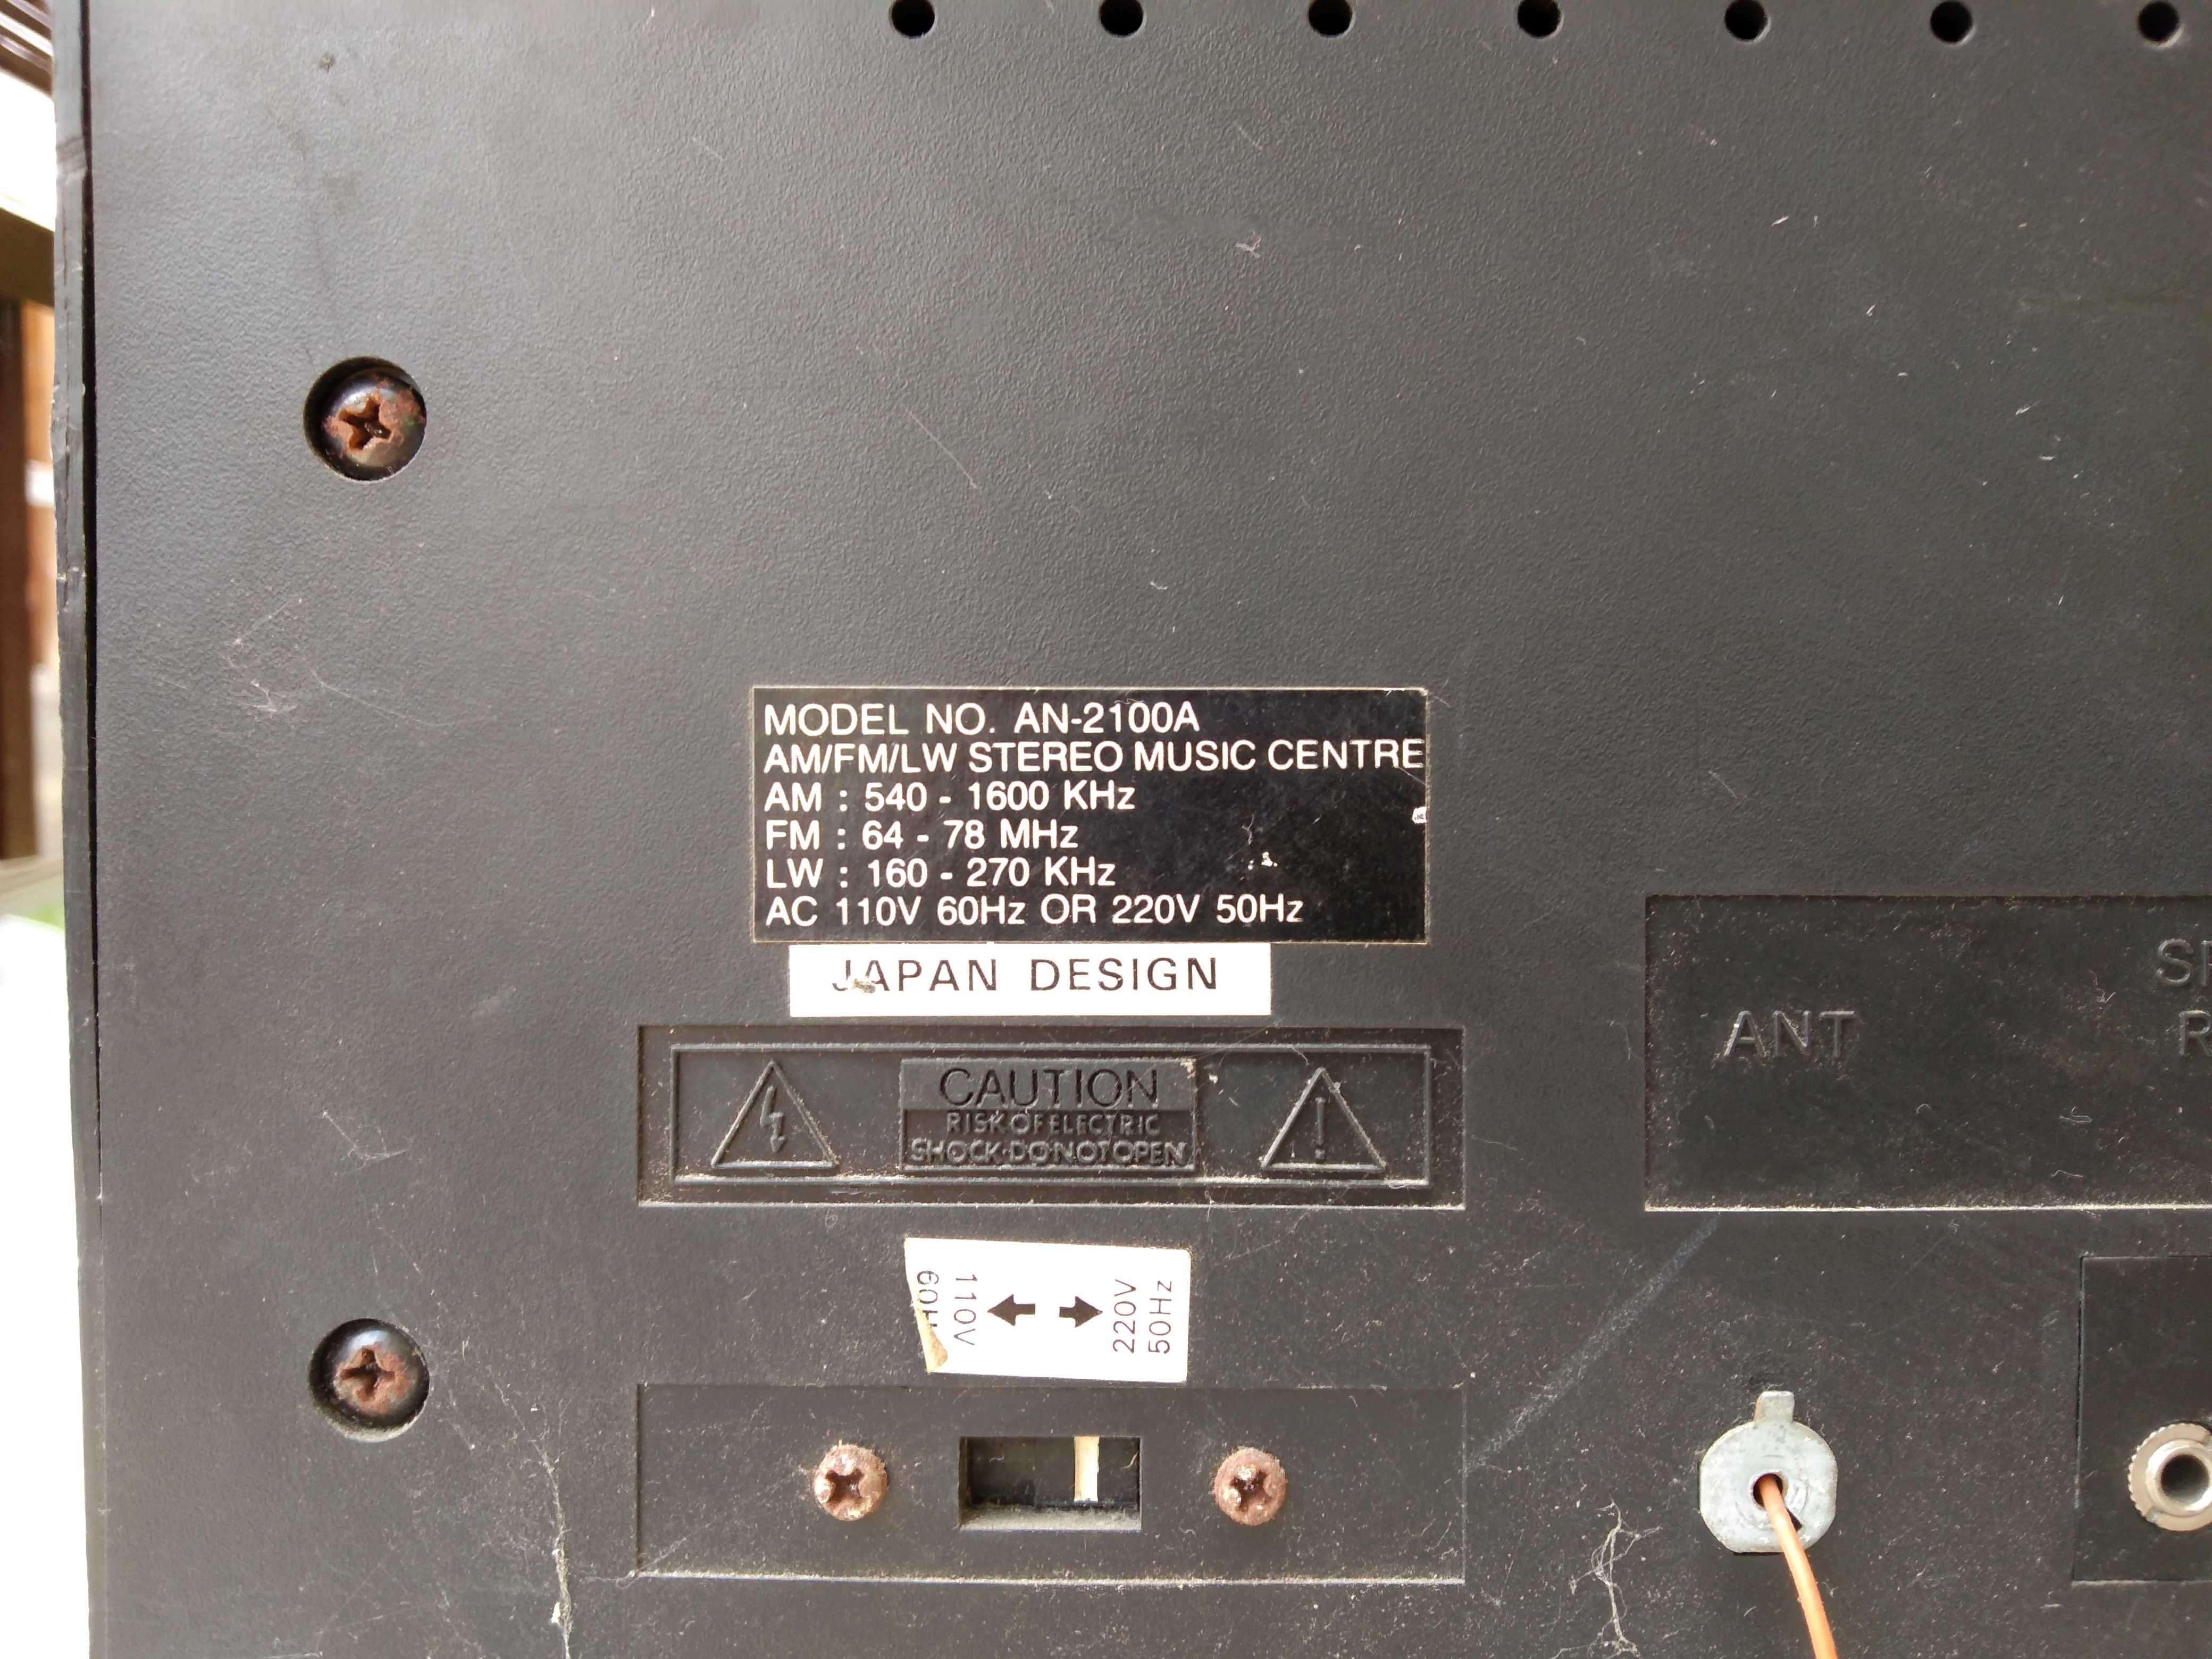 MODEL NO. AN-2100A
AM/FM/LW STEREO MUSIC CENTRE
AM : 540 - 1600 KHz
FM : 64 - 78 MHz
LW : 160 - 270 KHz
AC 110V 60Hz OR 220V 50Hz
JAPAN DESIGN
CAUTION
RISK OF ELECTRIC
SHOCK·DO NOT OPEN
ANT
110V
220V
50Hz